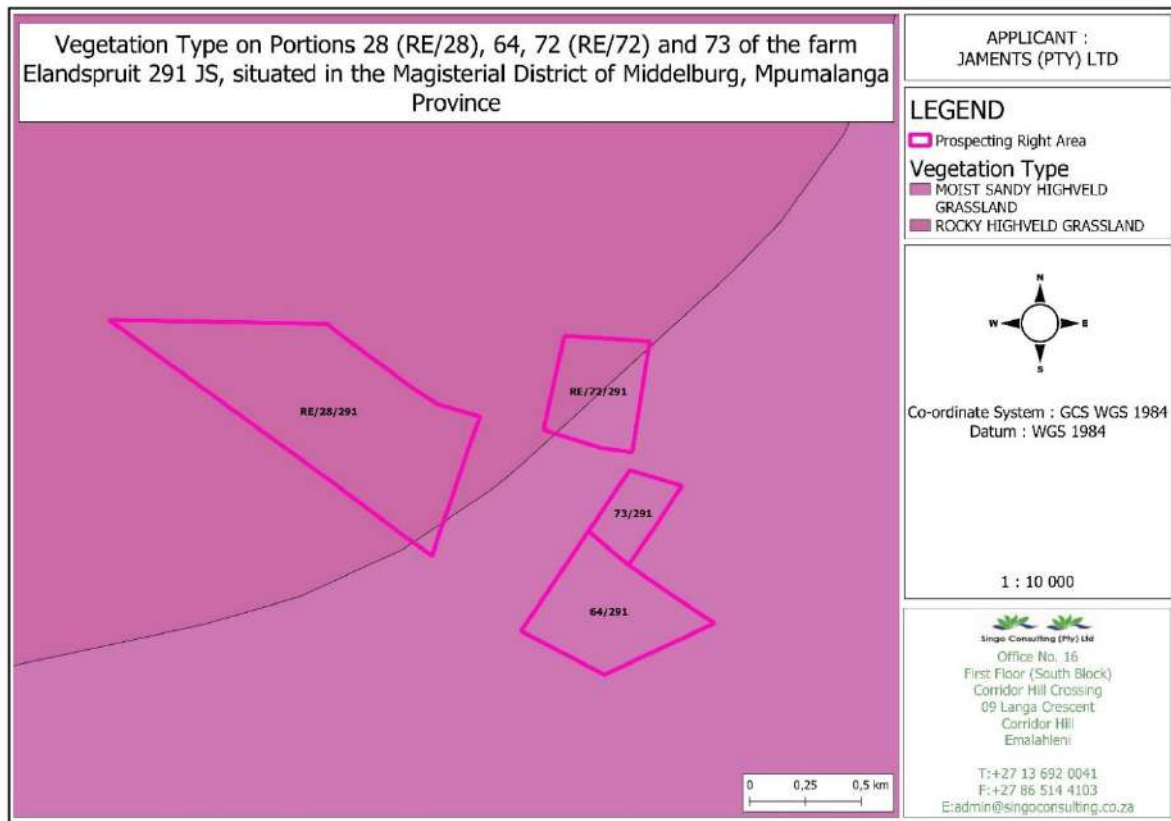 Vegetation Type on Portions 28 (RE/28), 64, 72 (RE/72) and 73 of the farm
Elandspruit 291 JS, situated in the Magisterial District of Middelburg, Mpumalanga
Province
RE/28/291
RE/72/291
73/291
64/291
0 0,25 0,5 km
APPLICANT :
JAMENTS (PTY) LTD
LEGEND
Prospecting Right Area
Vegetation Type
MOIST SANDY HIGHVELD
GRASSLAND
ROCKY HIGHVELD GRASSLAND
N
W E
S
Co-ordinate System : GCS WGS 1984
Datum : WGS 1984
1 : 10 000
Singo Consulting (Pty) Ltd
Office No. 16
First Floor (South Block)
Corridor Hill Crossing
09 Langa Crescent
Corridor Hill
Emalahleni
T:+27 13 692 0041
F:+27 86 514 4103
E:admin@singoconsulting.co.za